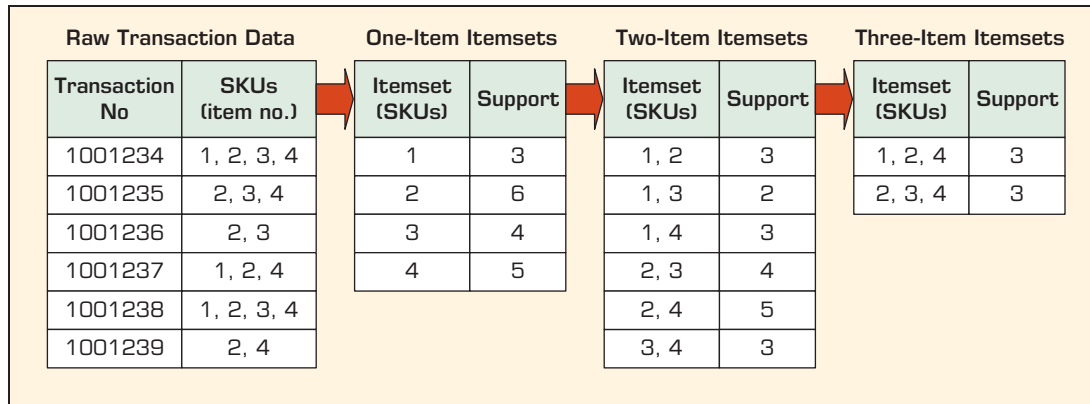 Raw Transaction Data
Transaction No
SKUs (item no.)
1001234
1, 2, 3, 4
1001235
2, 3, 4
1001236
2, 3
1001237
1, 2, 4
1001238
1, 2, 3, 4
1001239
2, 4
One-Item Itemsets
Itemset (SKUs)
Support
1
3
2
6
3
4
4
5
Two-Item Itemsets
Itemset (SKUs)
Support
1, 2
3
1, 3
2
1, 4
3
2, 3
4
2, 4
5
3, 4
3
Three-Item Itemsets
Itemset (SKUs)
Support
1, 2, 4
3
2, 3, 4
3